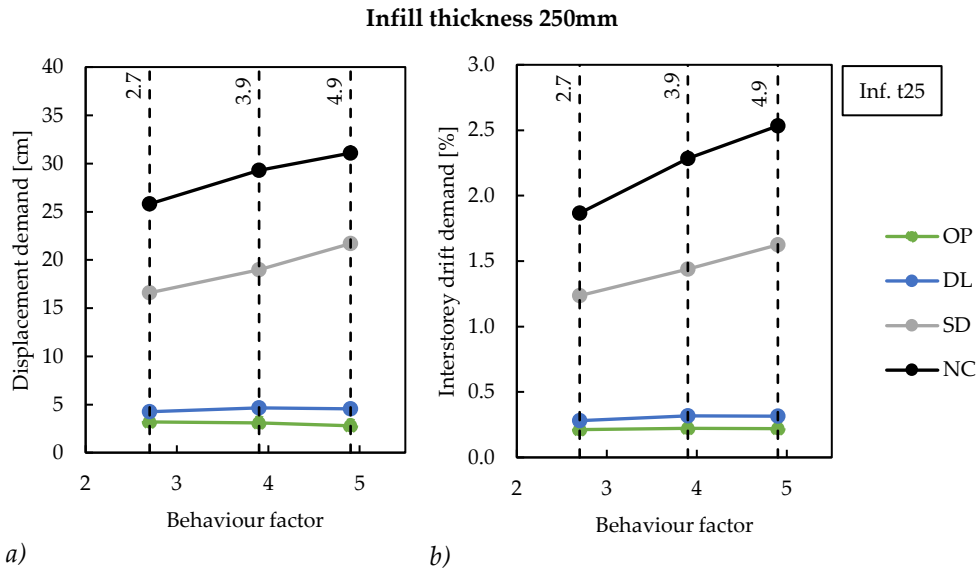 Infill thickness 250mm
Displacement demand [cm]
40
35
30
25
20
15
10
5
0
2.7
3.9
4.9
2
3
4
5
Behaviour factor
a)
Interstorey drift demand [%]
3.0
2.5
2.0
1.5
1.0
0.5
0.0
2.7
3.9
4.9
2
3
4
5
Behaviour factor
b)
Inf. t25
OP
DL
SD
NC